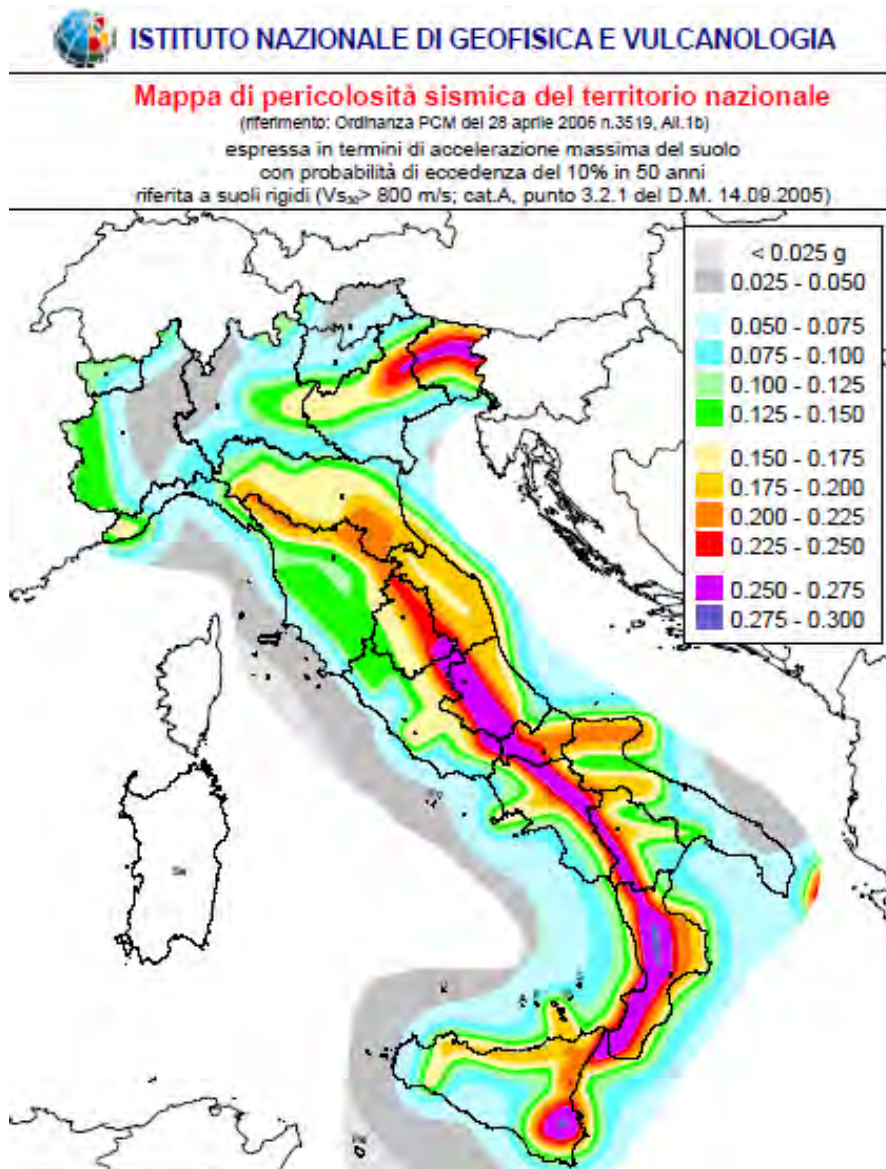 ISTITUTO NAZIONALE DI GEOFISICA E VULCANOLOGIA
Mappa di pericolosità sismica del territorio nazionale
(riferimento: Ordinanza PCM del 28 aprile 2006 n.3519, All.1b)
espressa in termini di accelerazione massima del suolo
con probabilità di eccedenza del 10% in 50 anni
riferita a suoli rigidi (Vs₃₀> 800 m/s; cat.A, punto 3.2.1 del D.M. 14.09.2005)
< 0.025 g
0.025 - 0.050
0.050 - 0.075
0.075 - 0.100
0.100 - 0.125
0.125 - 0.150
0.150 - 0.175
0.175 - 0.200
0.200 - 0.225
0.225 - 0.250
0.250 - 0.275
0.275 - 0.300